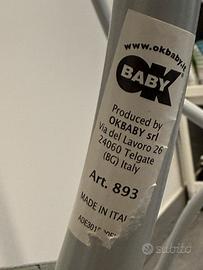 www.okbaby.it
OK
BABY
Produced by
OKBABY srl
Via del Lavoro 26
24060 Telgate
(BG) Italy
Art. 893
MADE IN ITAL
subito